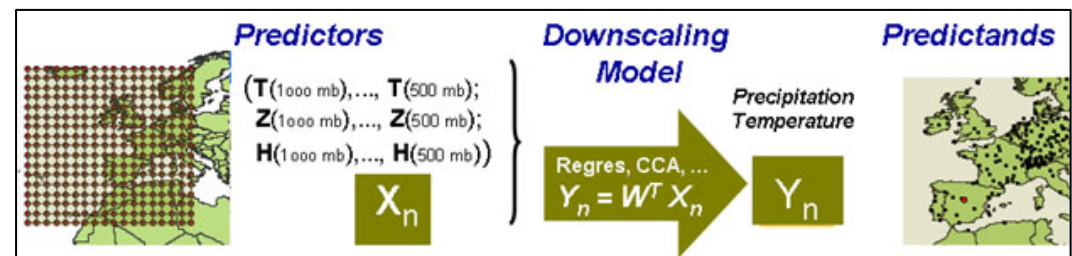 Predictors
(T(1000 mb),..., T(500 mb);
Z(1000 mb),..., Z(500 mb);
H(1000 mb),..., H(500 mb))
Xn
Downscaling
Model
Regres, CCA, ...
Yn = WT Xn
Predictands
Precipitation
Temperature
Yn